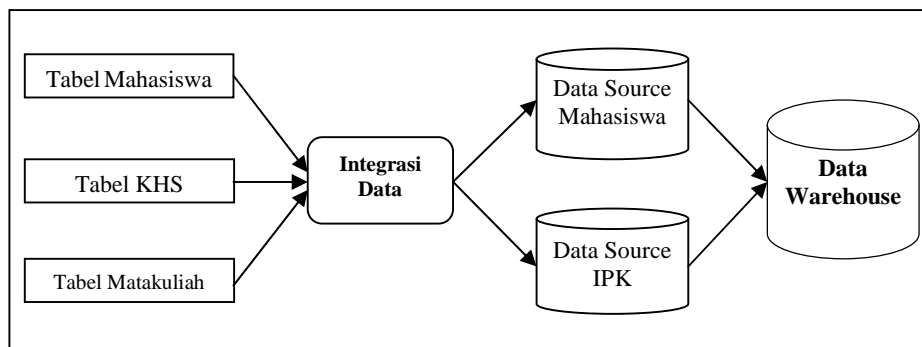 Tabel Mahasiswa
Tabel KHS
Tabel Matakuliah
Integrasi
Data
Data Source
Mahasiswa
Data Source
IPK
Data
Warehouse